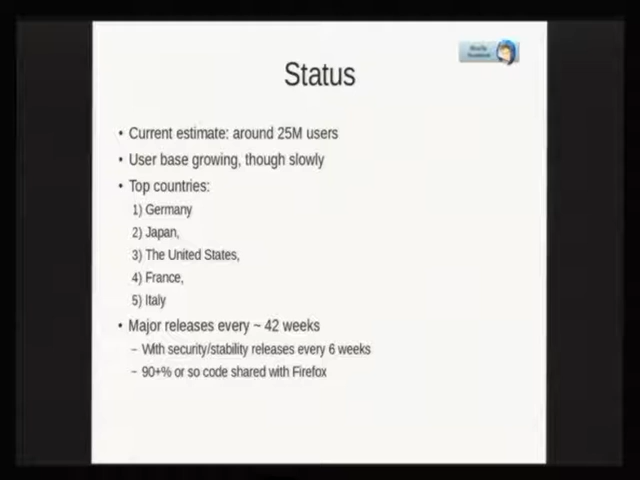 Status
• Current estimate: around 25M users
• User base growing, though slowly
• Top countries:
1) Germany
2) Japan,
3) The United States,
4) France,
5) Italy
• Major releases every ~ 42 weeks
– With security/stability releases every 6 weeks
– 90+% or so code shared with Firefox